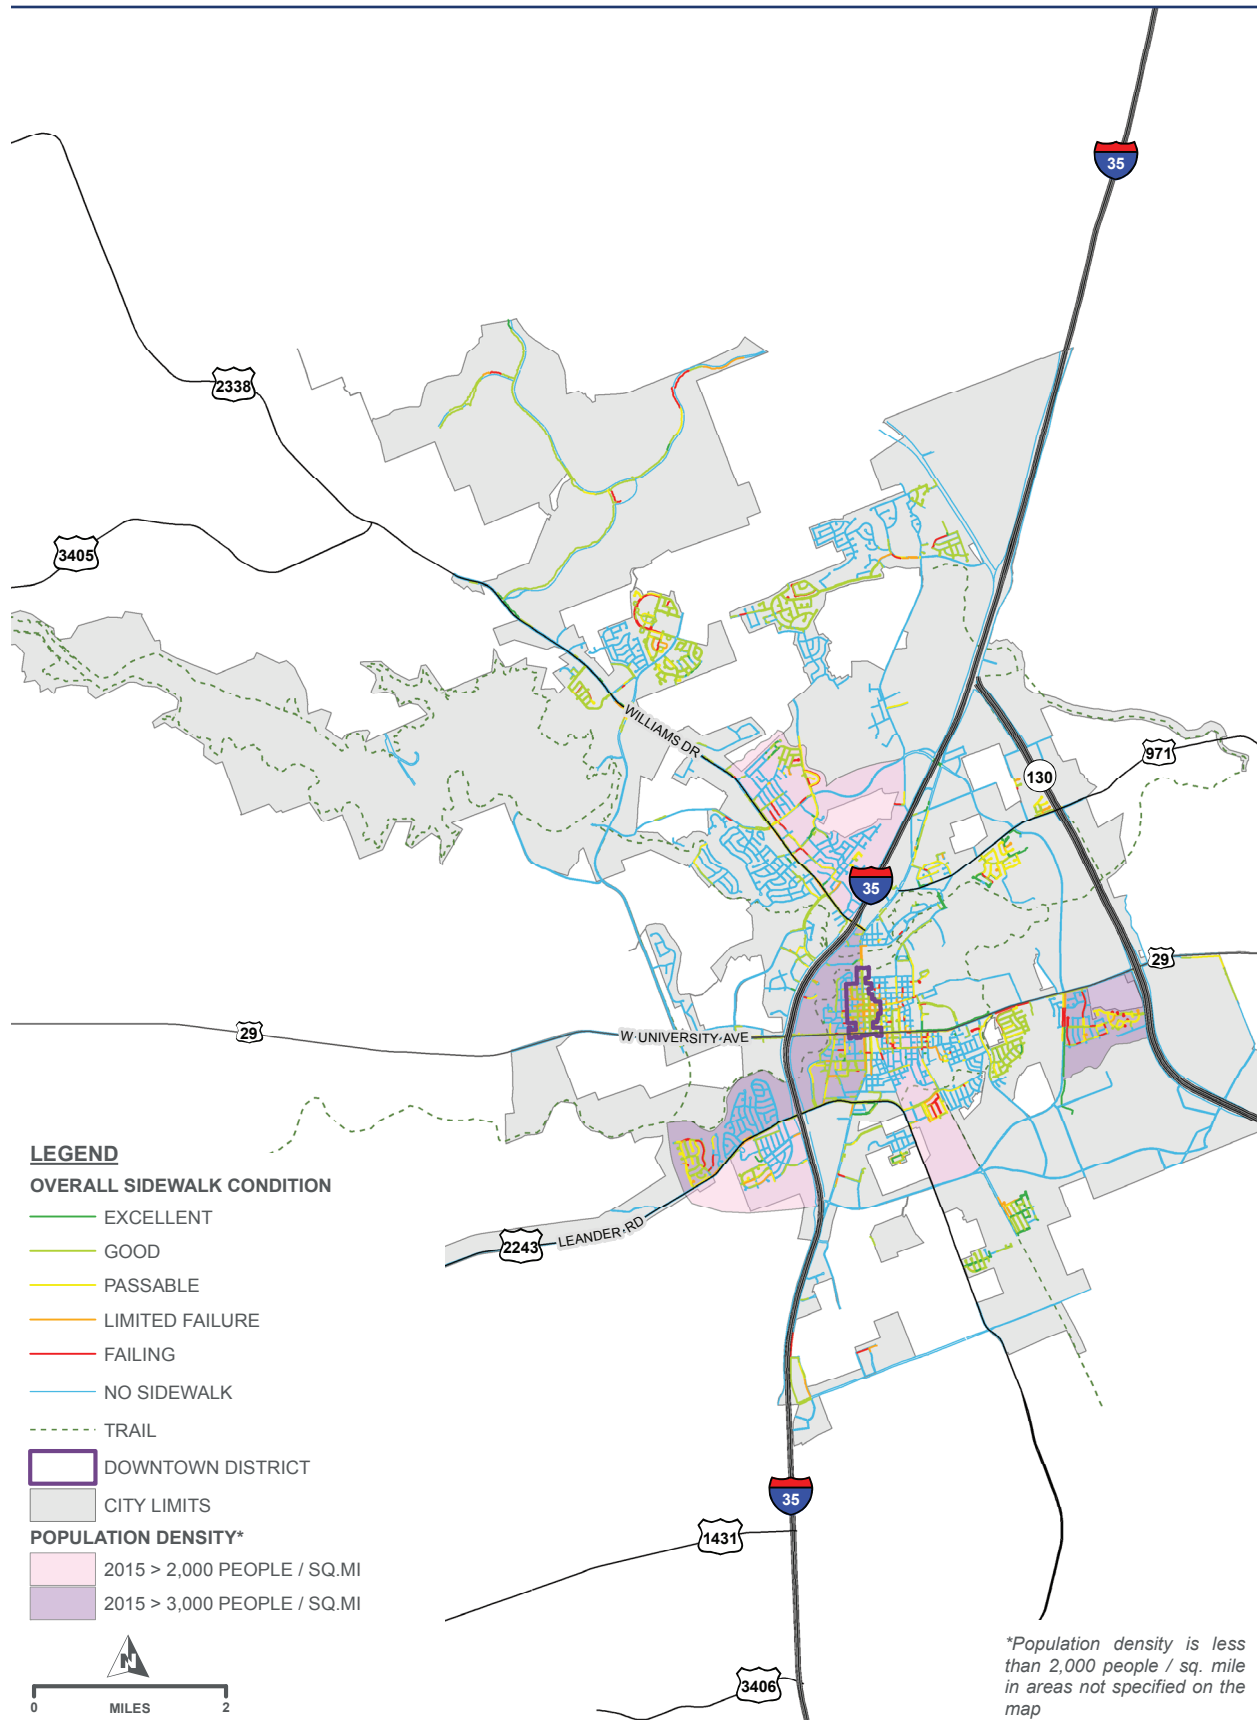 35
2338
3405
WILLIAMS DR
971
130
35
29
29
W UNIVERSITY AVE
LEGEND
OVERALL SIDEWALK CONDITION
EXCELLENT
GOOD
PASSABLE
LIMITED FAILURE
FAILING
NO SIDEWALK
TRAIL
DOWNTOWN DISTRICT
CITY LIMITS
POPULATION DENSITY*
2015 > 2,000 PEOPLE / SQ.MI
2015 > 3,000 PEOPLE / SQ.MI
2243
LEANDER RD
35
1431
3406
N
0 MILES 2
*Population density is less
than 2,000 people / sq. mile
in areas not specified on the
map